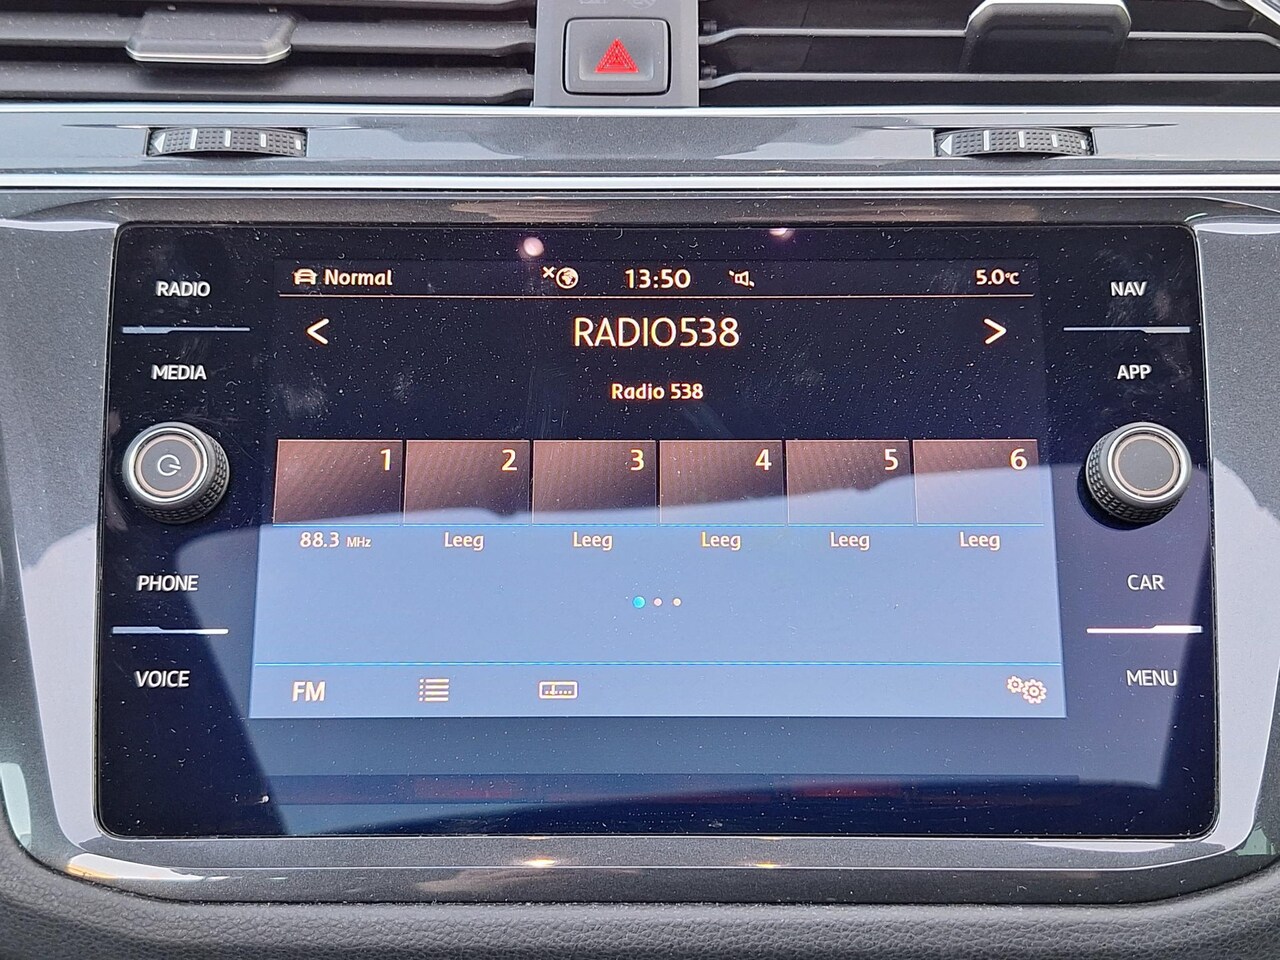 RADIO
MEDIA
PHONE
VOICE
Normal
13:50
5.0°C
< RADIO538 >
Radio 538
1 2 3 4 5 6
88.3 MHz Leeg Leeg Leeg Leeg Leeg
FM
NAV
APP
CAR
MENU